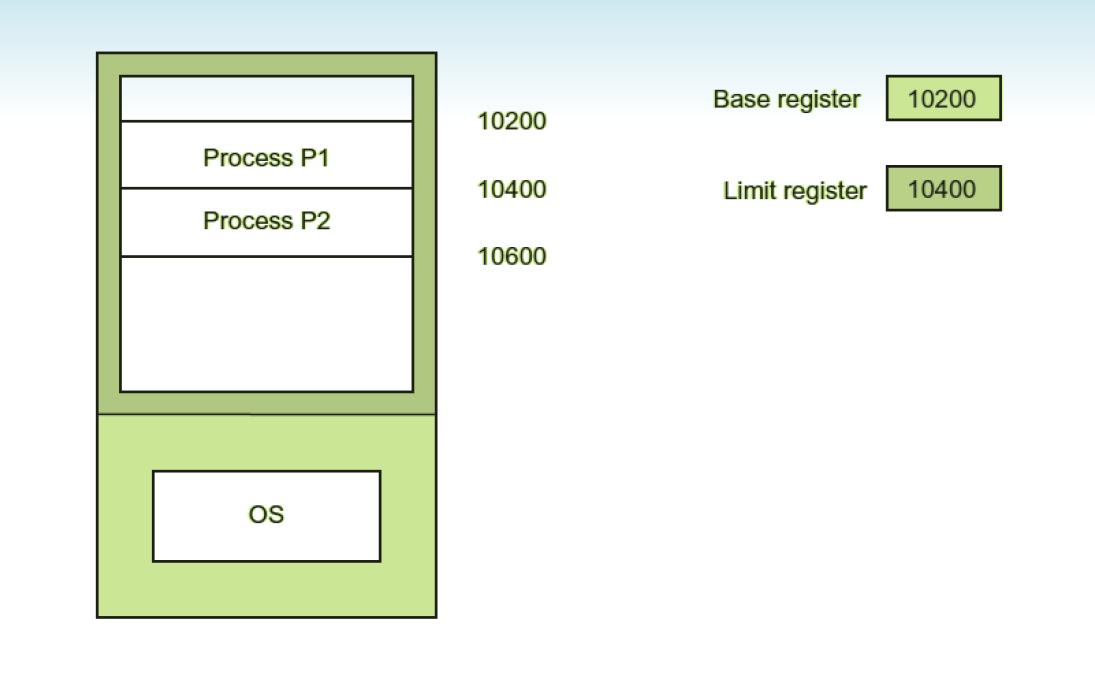 Base register 10200
10200
Process P1
10400
Limit register 10400
Process P2
10600
OS